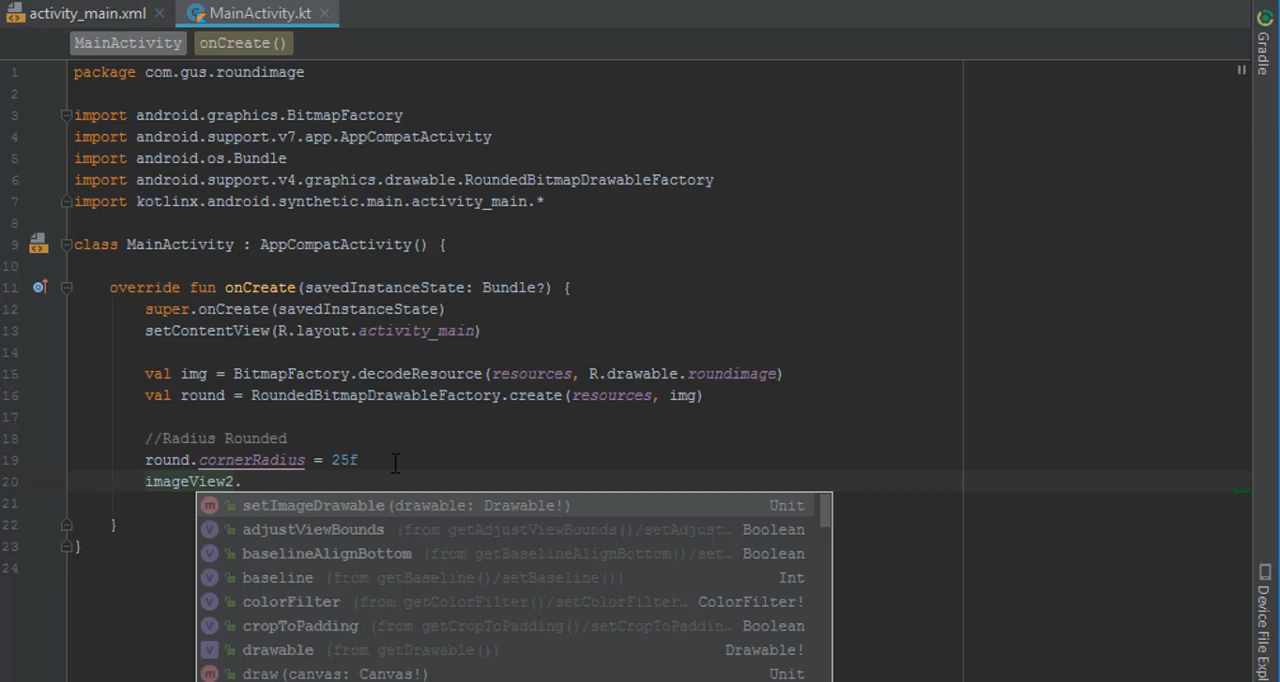 activity_main.xml
MainActivity.kt
MainActivity
onCreate()
1 package com.gus.roundimage
2
3 import android.graphics.BitmapFactory
4 import android.support.v7.app.AppCompatActivity
5 import android.os.Bundle
6 import android.support.v4.graphics.drawable.RoundedBitmapDrawableFactory
7 import kotlinx.android.synthetic.main.activity_main.*
8
9 class MainActivity : AppCompatActivity() {
10
11 override fun onCreate(savedInstanceState: Bundle?) {
12 super.onCreate(savedInstanceState)
13 setContentView(R.layout.activity_main)
14
15 val img = BitmapFactory.decodeResource(resources, R.drawable.roundimage)
16 val round = RoundedBitmapDrawableFactory.create(resources, img)
17
18 //Radius Rounded
19 round.cornerRadius = 25f
20 imageView2.
21
22 }
23 }
24
m setImageDrawable(drawable: Drawable!) Unit
v adjustViewBounds (from getAdjustViewBounds()/setAdjust… Boolean
v baselineAlignBottom (from getBaselineAlignBottom()/set… Boolean
v baseline (from getBaseline()/setBaseline()) Int
v colorFilter (from getColorFilter()/setColorFilter… ColorFilter!
v cropToPadding (from getCropToPadding()/setCropToPaddin… Boolean
v drawable (from getDrawable()) Drawable!
m draw(canvas: Canvas!) Unit
Gradle
Device File Expl